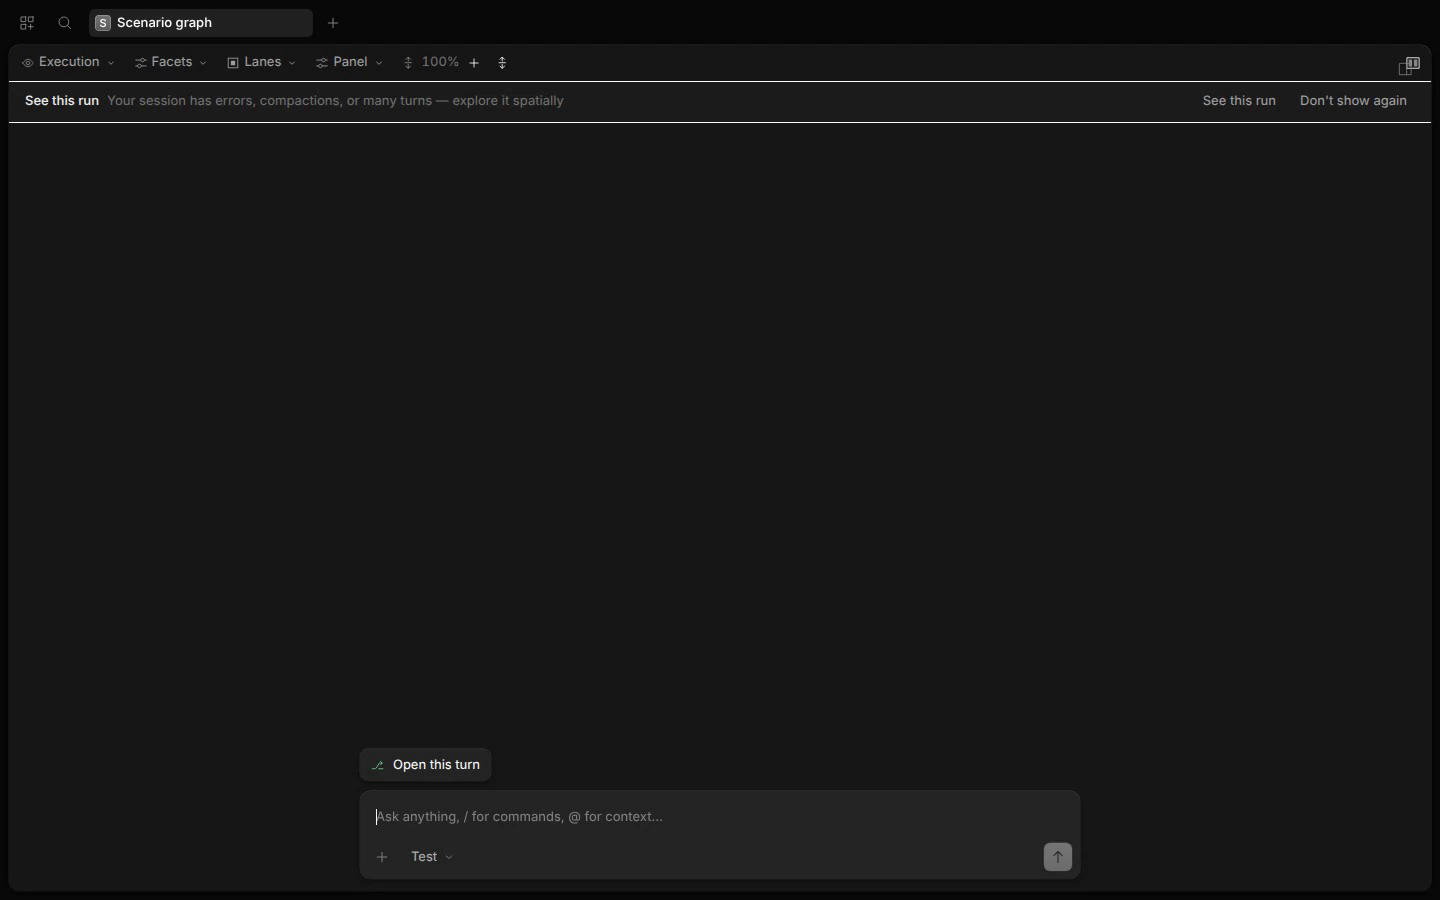 S Scenario graph
Execution Facets Lanes Panel 100%
See this run Your session has errors, compactions, or many turns — explore it spatially See this run Don't show again
Open this turn
Ask anything, / for commands, @ for context...
Test